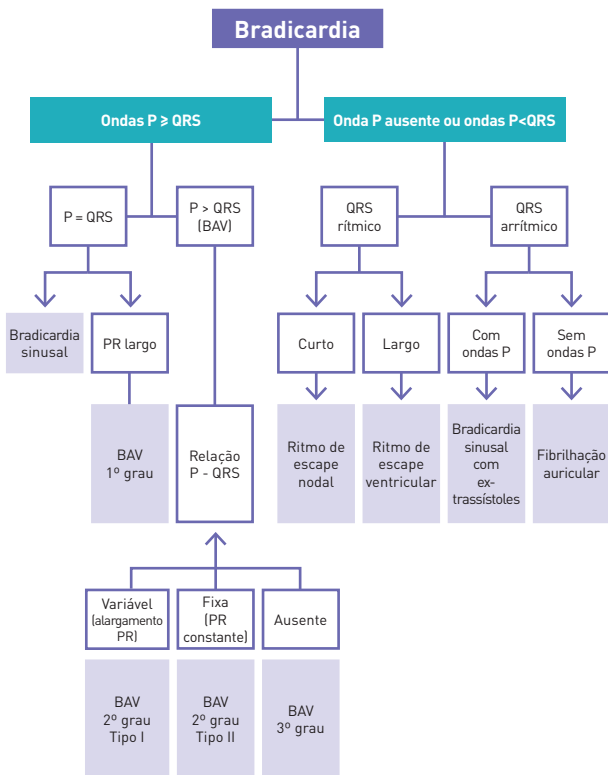 Bradicardia
Ondas P ≥ QRS
Onda P ausente ou ondas P<QRS
P = QRS
P > QRS
(BAV)
QRS
rítmico
QRS
arrítmico
Bradicardia
sinusal
PR largo
Curto
Largo
Com
ondas P
Sem
ondas P
BAV
1º grau
Relação
P - QRS
Ritmo de
escape
nodal
Ritmo de
escape
ventricular
Bradicardia
sinusal
com
ex-
trassístoles
Fibrilhação
auricular
Variável
(alargamento
PR)
Fixa
(PR
constante)
Ausente
BAV
2º grau
Tipo I
BAV
2º grau
Tipo II
BAV
3º grau